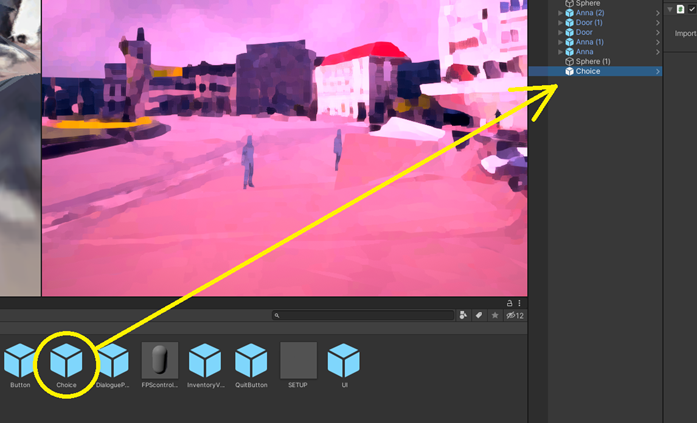 Sphere
Anna (2)
Door (1)
Door
Anna (1)
Anna
Sphere (1)
Choice
Import
12
Button
Choice
DialogueP...
FPScontrol...
InventoryV...
QuitButton
SETUP
UI